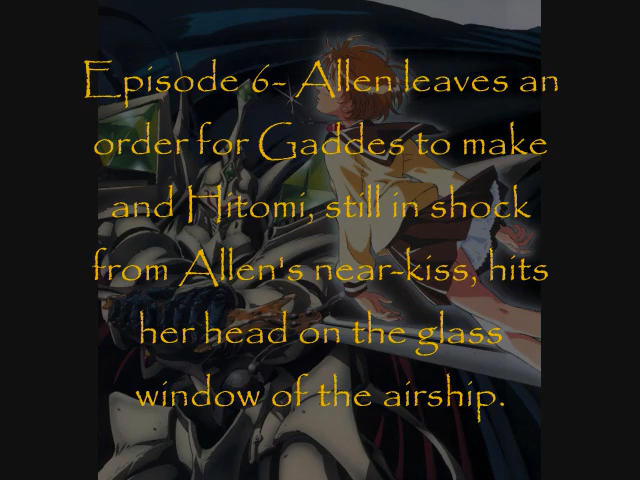 Episode 6- Allen leaves an
order for Gaddes to make
and Hitomi, still in shock
from Allen's near-kiss, hits
her head on the glass
window of the airship.